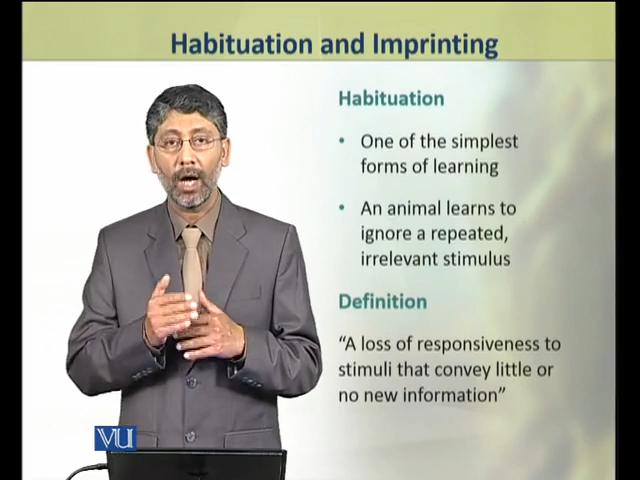 Habituation and Imprinting
Habituation
• One of the simplest
forms of learning
• An animal learns to
ignore a repeated,
irrelevant stimulus
Definition
“A loss of responsiveness to
stimuli that convey little or
no new information”
VU